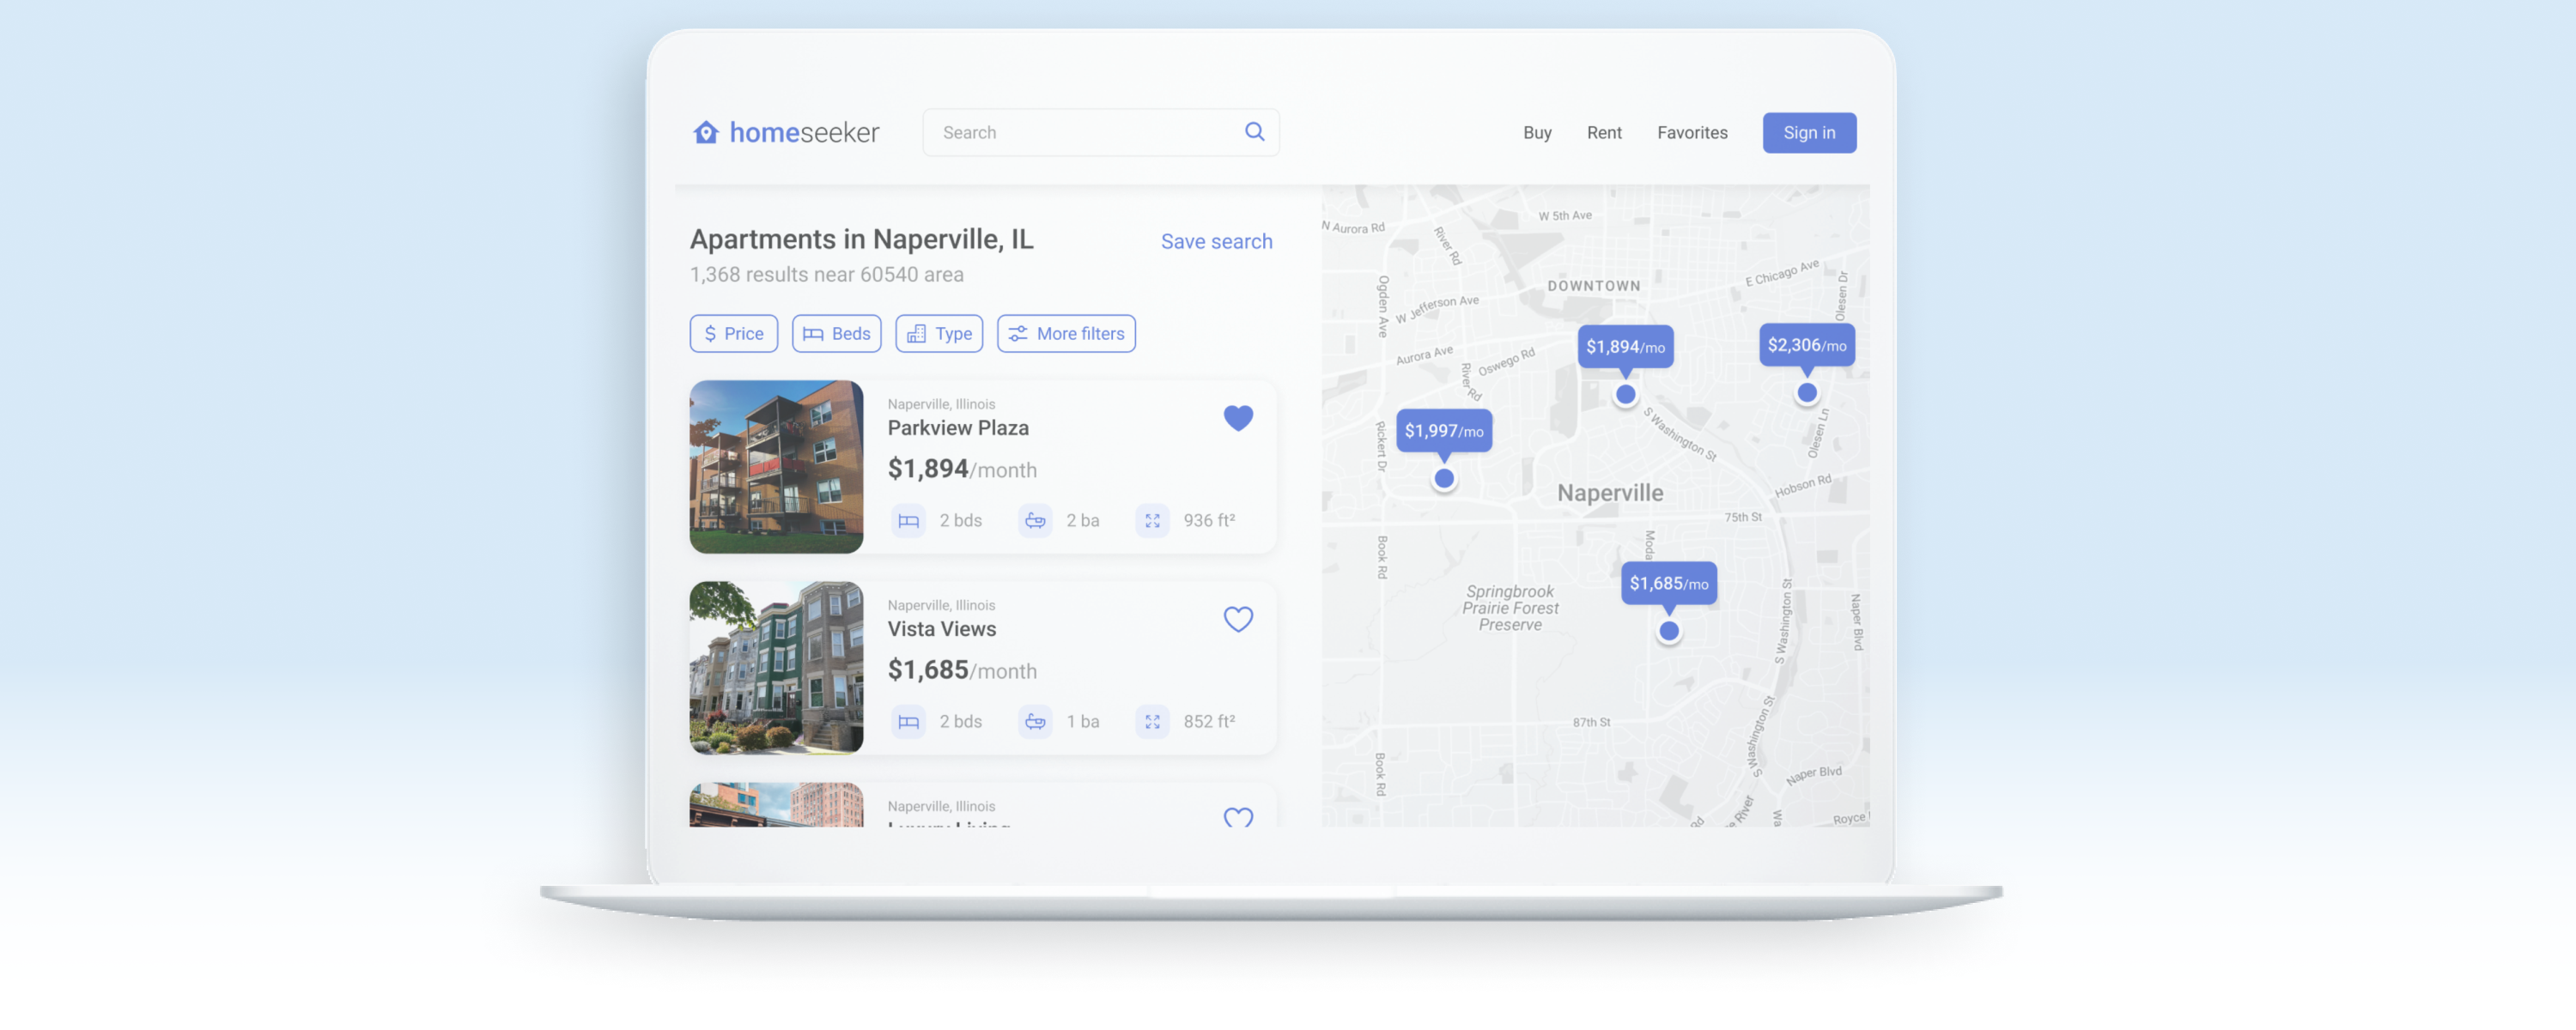 homeseeker
Search
Buy
Rent
Favorites
Sign in
Apartments in Naperville, IL
Save search
1,368 results near 60540 area
$ Price
Beds
Type
More filters
Naperville, Illinois
Parkview Plaza
$1,894/month
2 bds
2 ba
936 ft²
Naperville, Illinois
Vista Views
$1,685/month
2 bds
1 ba
852 ft²
Naperville, Illinois
Luxury Living
N Aurora Rd
W 5th Ave
River Rd
E Chicago Ave
Olesen Dr
DOWNTOWN
Ogden Ave
W Jefferson Ave
$1,894/mo
$2,306/mo
Aurora Ave
Oswego Rd
River Rd
$1,997/mo
Rickert Dr
S Washington St
Olesen Ln
Naperville
Hobson Rd
75th St
Book Rd
Moda
$1,685/mo
Springbrook
Prairie Forest
Preserve
S Washington St
Naper Blvd
87th St
S Washington St
Book Rd
Naper Blvd
Rd
e River
Wa
Royce